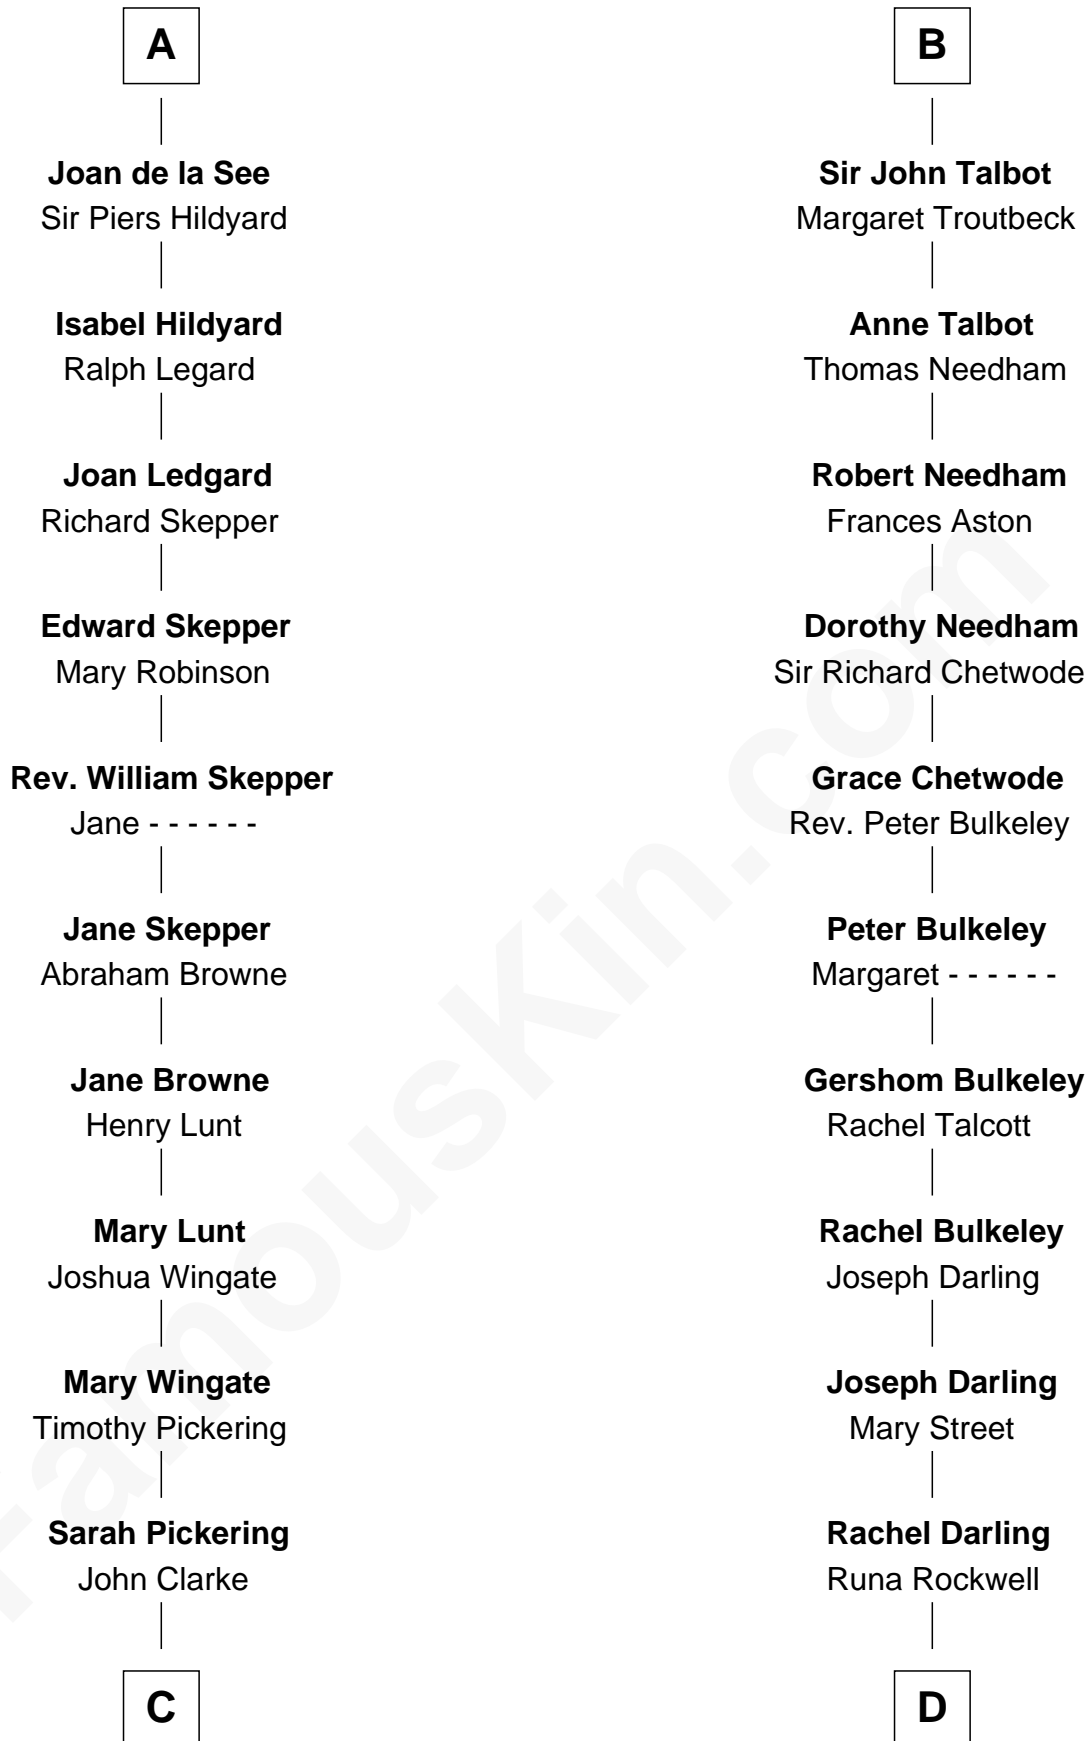 A
Joan de la See
Sir Piers Hildyard
Isabel Hildyard
Ralph Legard
Joan Ledgard
Richard Skepper
Edward Skepper
Mary Robinson
Rev. William Skepper
Jane - - - - - -
Jane Skepper
Abraham Browne
Jane Browne
Henry Lunt
Mary Lunt
Joshua Wingate
Mary Wingate
Timothy Pickering
Sarah Pickering
John Clarke
C
B
Sir John Talbot
Margaret Troutbeck
Anne Talbot
Thomas Needham
Robert Needham
Frances Aston
Dorothy Needham
Sir Richard Chetwode
Grace Chetwode
Rev. Peter Bulkeley
Peter Bulkeley
Margaret - - - - - -
Gershom Bulkeley
Rachel Talcott
Rachel Bulkeley
Joseph Darling
Joseph Darling
Mary Street
Rachel Darling
Runa Rockwell
D
FamousKin.com